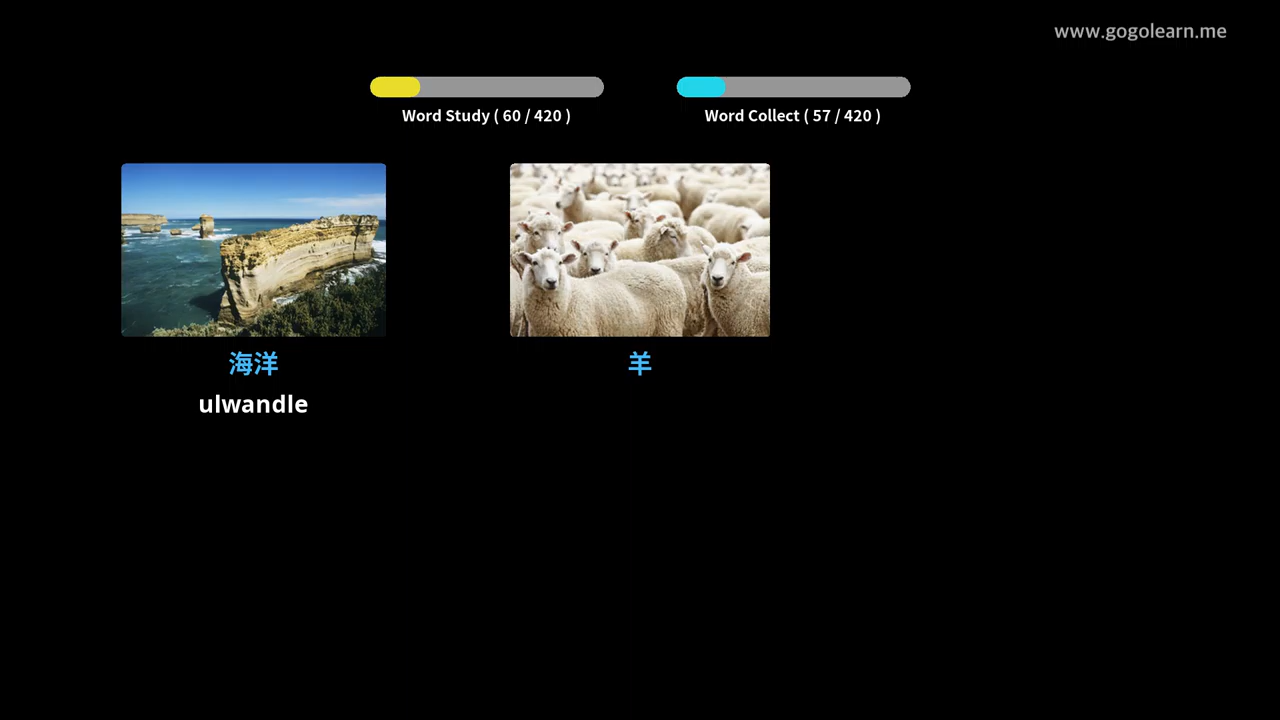 www.gogolearn.me
Word Study ( 60 / 420 )
Word Collect ( 57 / 420 )
海洋
羊
ulwandle